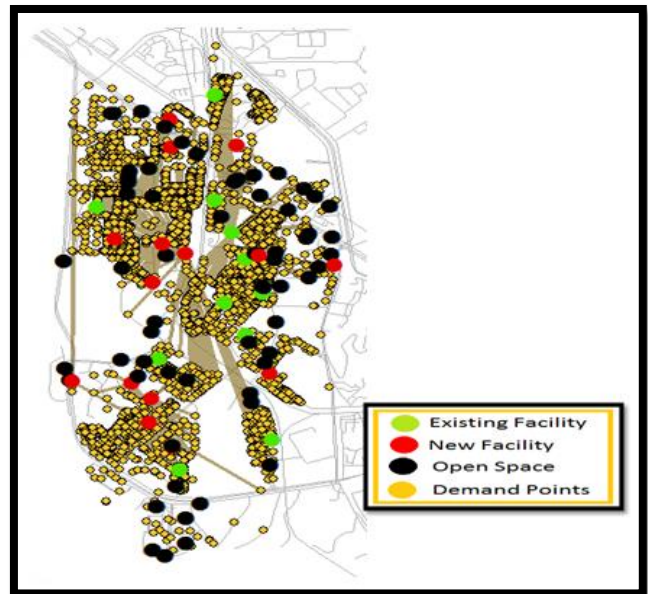 Existing Facility
New Facility
Open Space
Demand Points